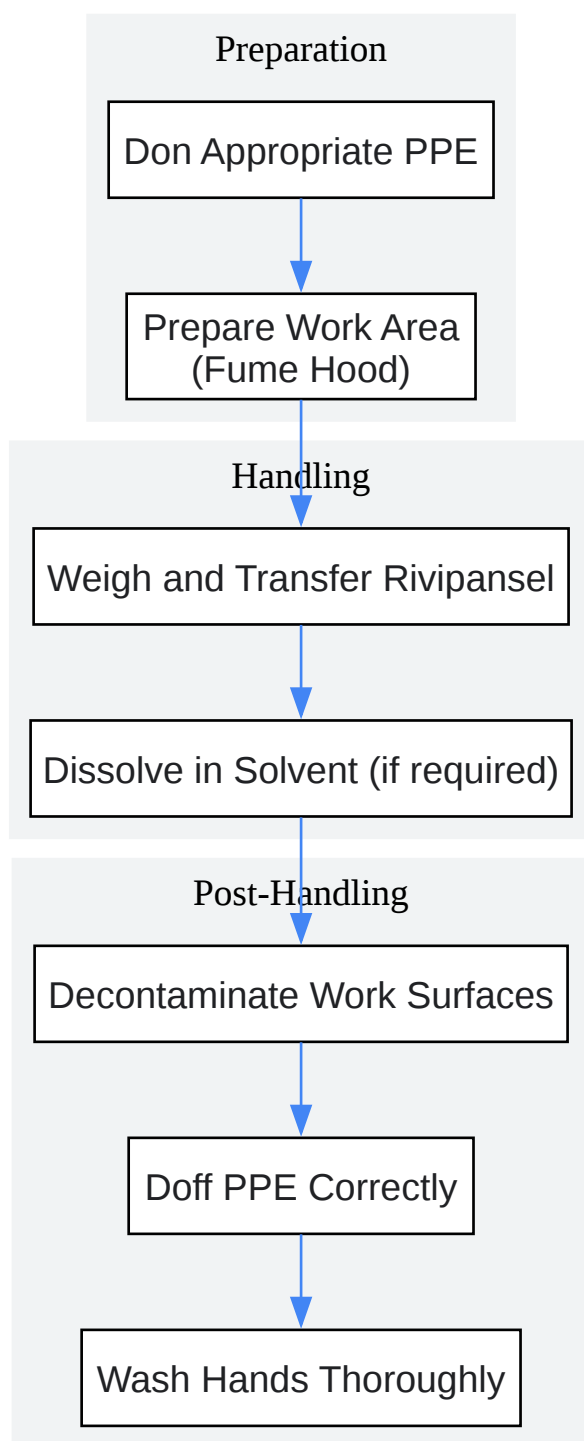 Preparation
Don Appropriate PPE
Prepare Work Area
(Fume Hood)
Handling
Weigh and Transfer Rivipansel
Dissolve in Solvent (if required)
Post-Handling
Decontaminate Work Surfaces
Doff PPE Correctly
Wash Hands Thoroughly